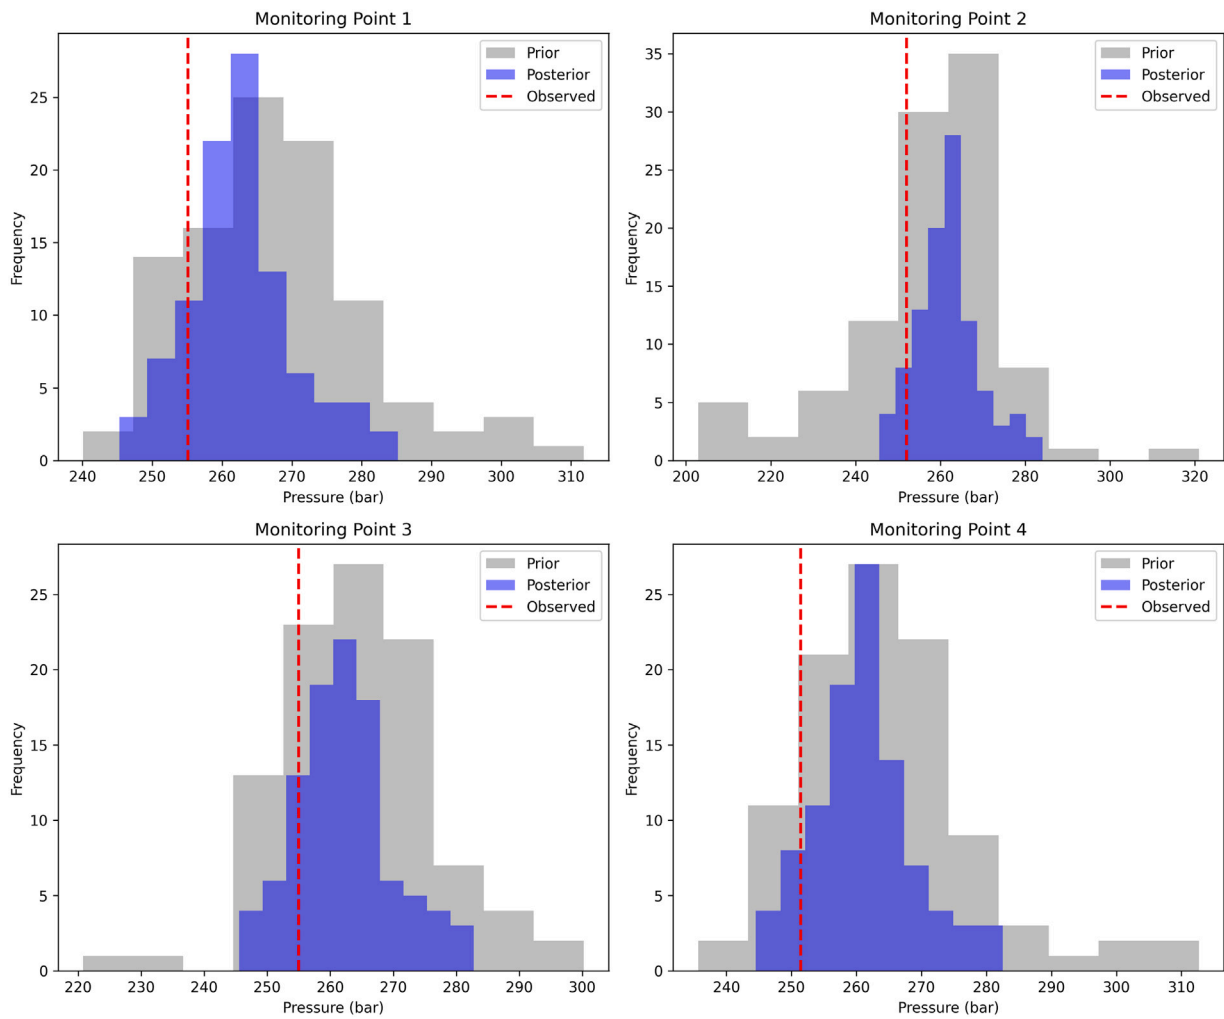 Monitoring Point 1
Frequency
25
20
15
10
5
0
240 250 260 270 280 290 300 310
Pressure (bar)
Prior
Posterior
Observed
Monitoring Point 2
Frequency
35
30
25
20
15
10
5
0
200 220 240 260 280 300 320
Pressure (bar)
Prior
Posterior
Observed
Monitoring Point 3
Frequency
25
20
15
10
5
0
220 230 240 250 260 270 280 290 300
Pressure (bar)
Prior
Posterior
Observed
Monitoring Point 4
Frequency
25
20
15
10
5
0
240 250 260 270 280 290 300 310
Pressure (bar)
Prior
Posterior
Observed